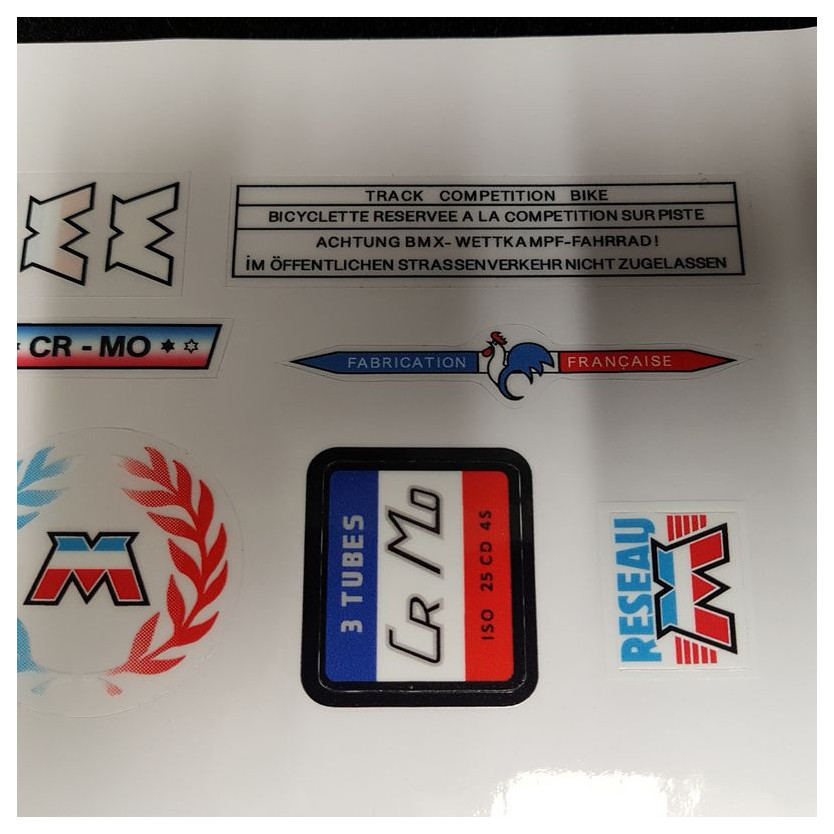 TRACK COMPETITION BIKE
BICYCLETTE RESERVEE A LA COMPETITION SUR PISTE
ACHTUNG BMX-WETTKAMPF-FAHRRAD!
İM ÖFFENTLICHEN STRASSENVERKEHR NICHT ZUGELASSEN
CR - MO
FABRICATION FRANÇAISE
M
3 TUBES
CR MO
ISO 25 CD 4S
RESEAU
M